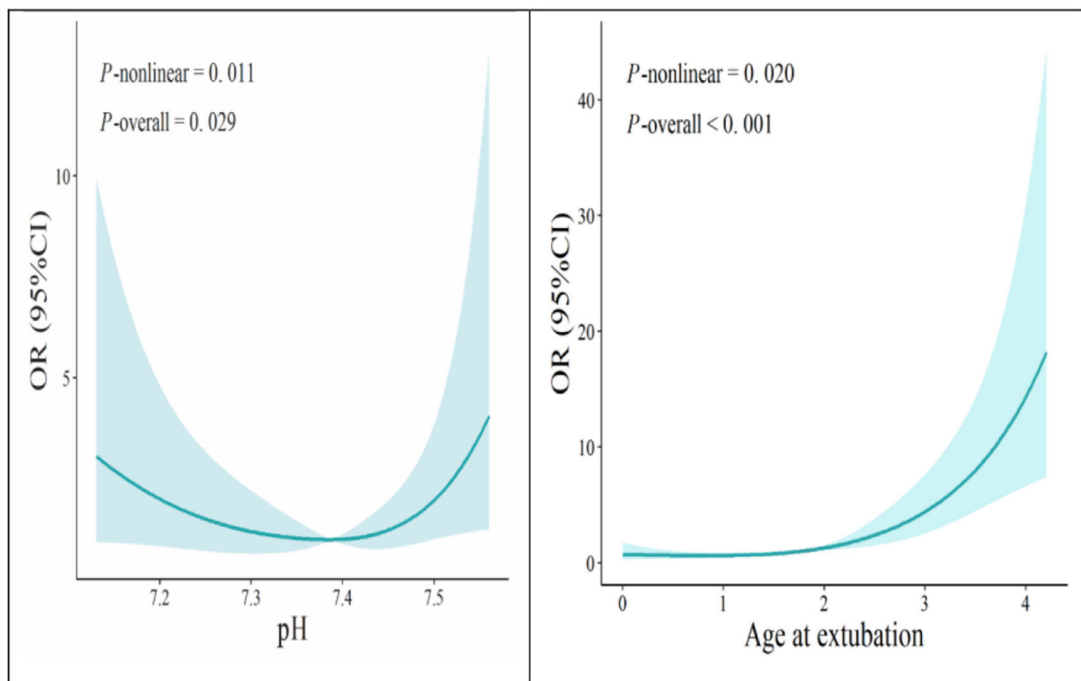 P-nonlinear = 0.011
P-overall = 0.029
10
5
OR (95%CI)
7.2 7.3 7.4 7.5
pH
P-nonlinear = 0.020
P-overall < 0.001
40
30
20
10
0
OR (95%CI)
0 1 2 3 4
Age at extubation